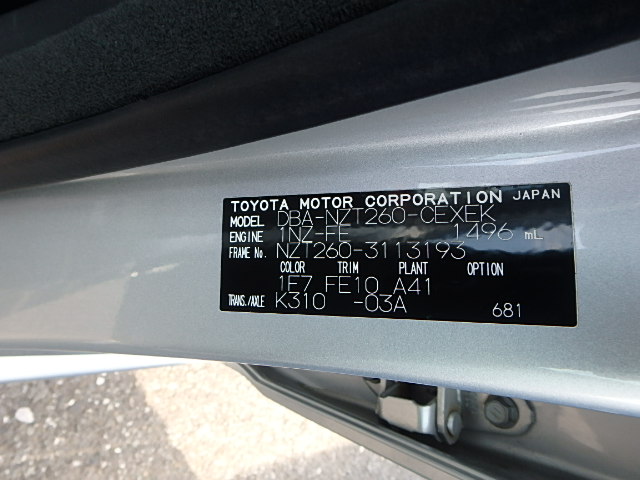 TOYOTA MOTOR CORPORATION JAPAN
MODEL DBA-NZT260-CEXEK
ENGINE 1NZ-FE 1496 mL
FRAME No. NZT260-3113193
COLOR TRIM PLANT OPTION
1F7 FE10 A41
TRANS./AXLE K310 -03A
681